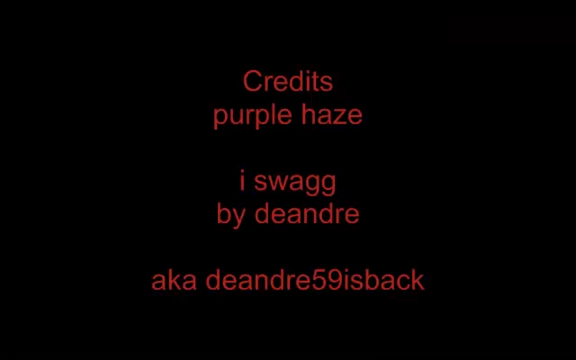 Credits
purple haze
i swagg
by deandre
aka deandre59isback